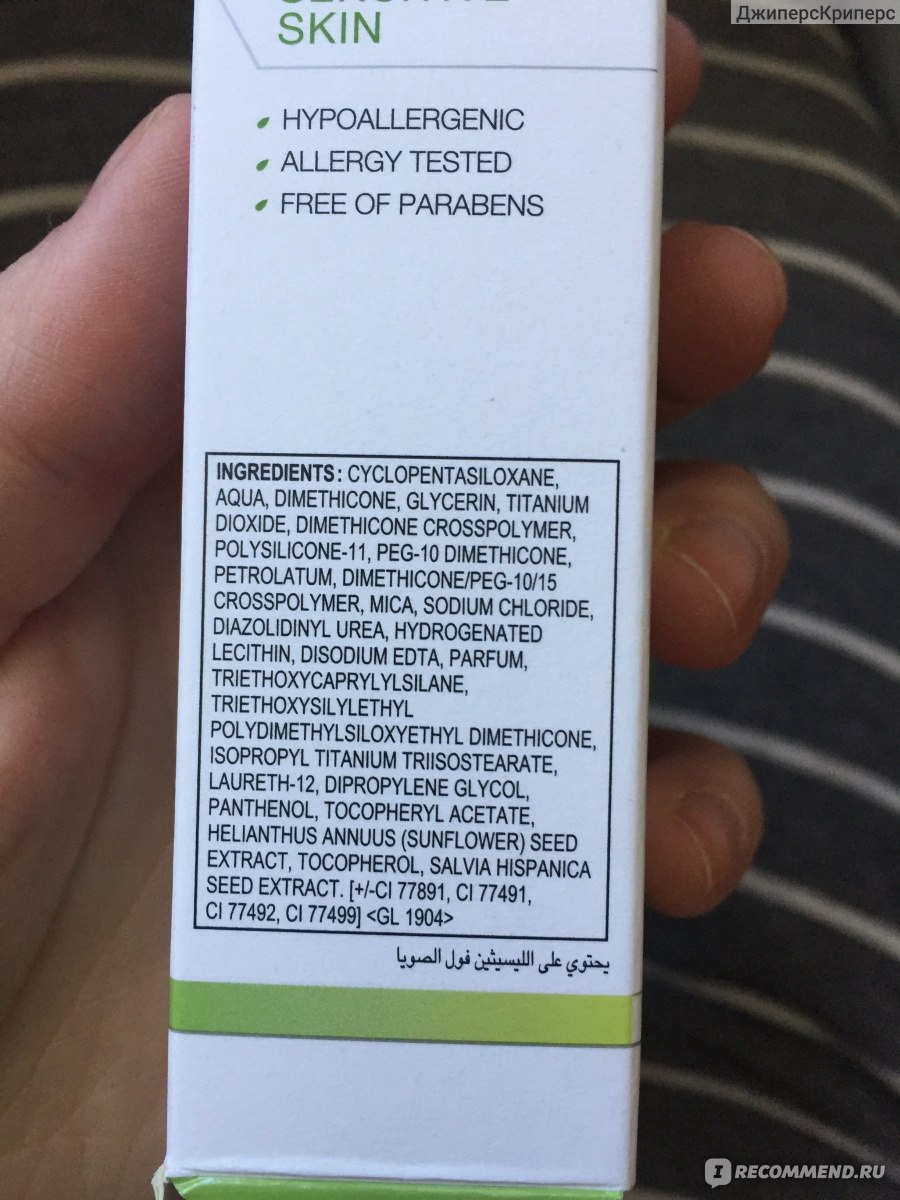 ДжиперсКриперс
SKIN
HYPOALLERGENIC
ALLERGY TESTED
FREE OF PARABENS
INGREDIENTS: CYCLOPENTASILOXANE,
AQUA, DIMETHICONE, GLYCERIN, TITANIUM
DIOXIDE, DIMETHICONE CROSSPOLYMER,
POLYSILICONE-11, PEG-10 DIMETHICONE,
PETROLATUM, DIMETHICONE/PEG-10/15
CROSSPOLYMER, MICA, SODIUM CHLORIDE,
DIAZOLIDINYL UREA, HYDROGENATED
LECITHIN, DISODIUM EDTA, PARFUM,
TRIETHOXYCAPRYLYLSILANE,
TRIETHOXYSILYLETHYL
POLYDIMETHYLSILOXYETHYL DIMETHICONE,
ISOPROPYL TITANIUM TRIISOSTEARATE,
LAURETH-12, DIPROPYLENE GLYCOL,
PANTHENOL, TOCOPHERYL ACETATE,
HELIANTHUS ANNUUS (SUNFLOWER) SEED
EXTRACT, TOCOPHEROL, SALVIA HISPANICA
SEED EXTRACT. [+/-CI 77891, CI 77491,
CI 77492, CI 77499] <GL 1904>
يحتوي على الليسيثين فول الصويا
IRECOMMEND.RU